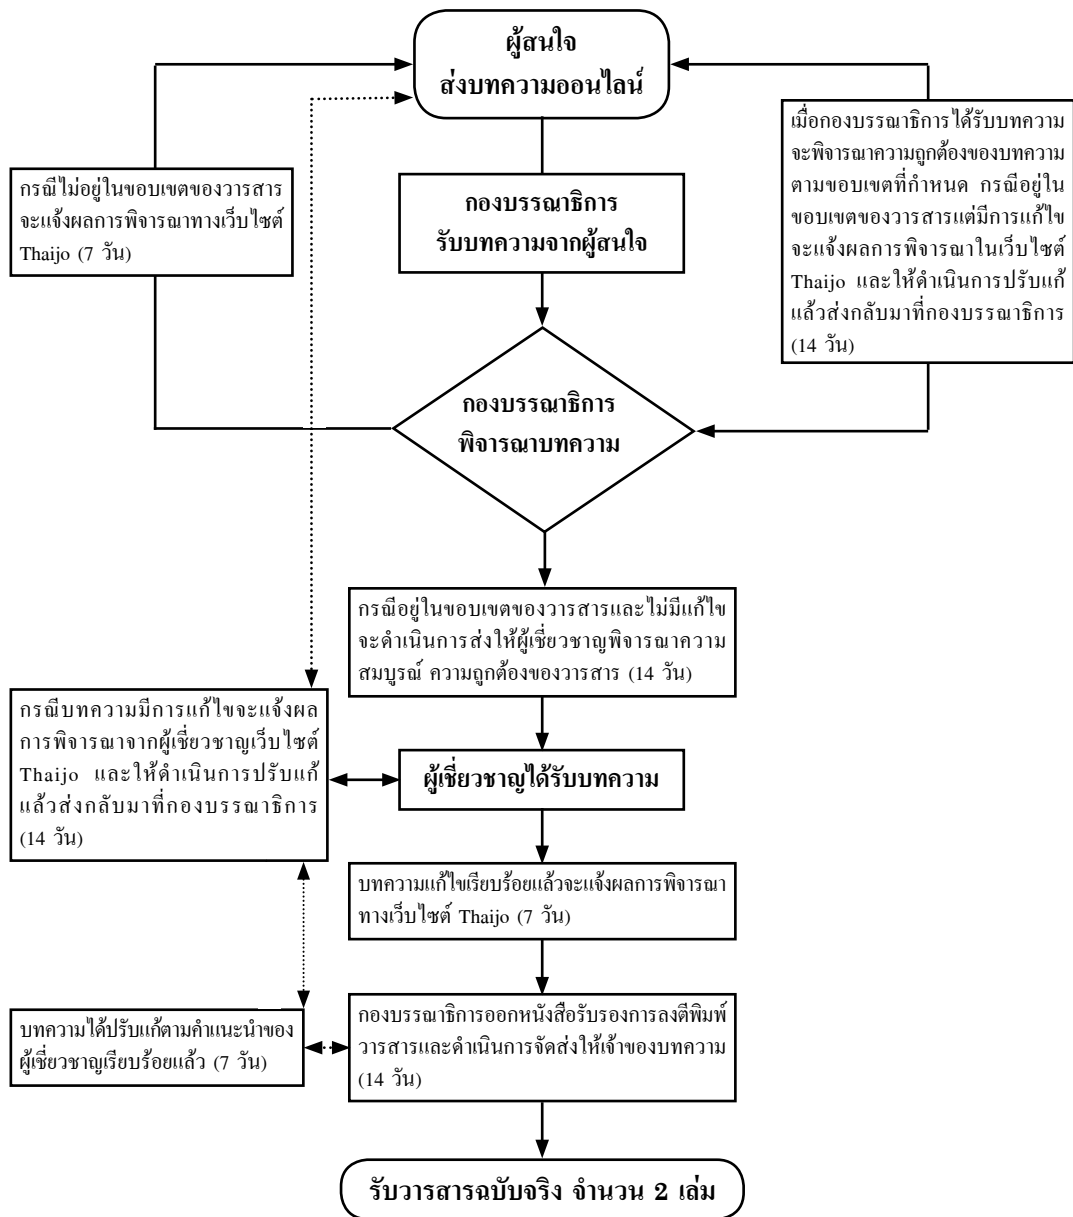 ผู้สนใจ
ส่งบทความออนไลน์
กรณีไม่อยู่ในขอบเขตของวารสาร
จะแจ้งผลการพิจารณาทางเว็บไซต์
Thaijo (7 วัน)
กองบรรณาธิการ
รับบทความจากผู้สนใจ
เมื่อกองบรรณาธิการได้รับบทความ
จะพิจารณาความถูกต้องของบทความ
ตามขอบเขตที่กำหนด กรณีอยู่ใน
ขอบเขตของวารสารแต่มีการแก้ไข
จะแจ้งผลการพิจารณาในเว็บไซต์
Thaijo และให้ดำเนินการปรับแก้
แล้วส่งกลับมาที่กองบรรณาธิการ
(14 วัน)
กองบรรณาธิการ
พิจารณาบทความ
กรณีอยู่ในขอบเขตของวารสารและไม่มีแก้ไข
จะดำเนินการส่งให้ผู้เชี่ยวชาญพิจารณาความ
สมบูรณ์ ความถูกต้องของวารสาร (14 วัน)
กรณีบทความมีการแก้ไขจะแจ้งผล
การพิจารณาจากผู้เชี่ยวชาญเว็บไซต์
Thaijo และให้ดำเนินการปรับแก้
แล้วส่งกลับมาที่กองบรรณาธิการ
(14 วัน)
ผู้เชี่ยวชาญได้รับบทความ
บทความแก้ไขเรียบร้อยแล้วจะแจ้งผลการพิจารณา
ทางเว็บไซต์ Thaijo (7 วัน)
บทความได้ปรับแก้ตามคำแนะนำของ
ผู้เชี่ยวชาญเรียบร้อยแล้ว (7 วัน)
กองบรรณาธิการออกหนังสือรับรองการลงตีพิมพ์
วารสารและดำเนินการจัดส่งให้เจ้าของบทความ
(14 วัน)
รับวารสารฉบับจริง จำนวน 2 เล่ม